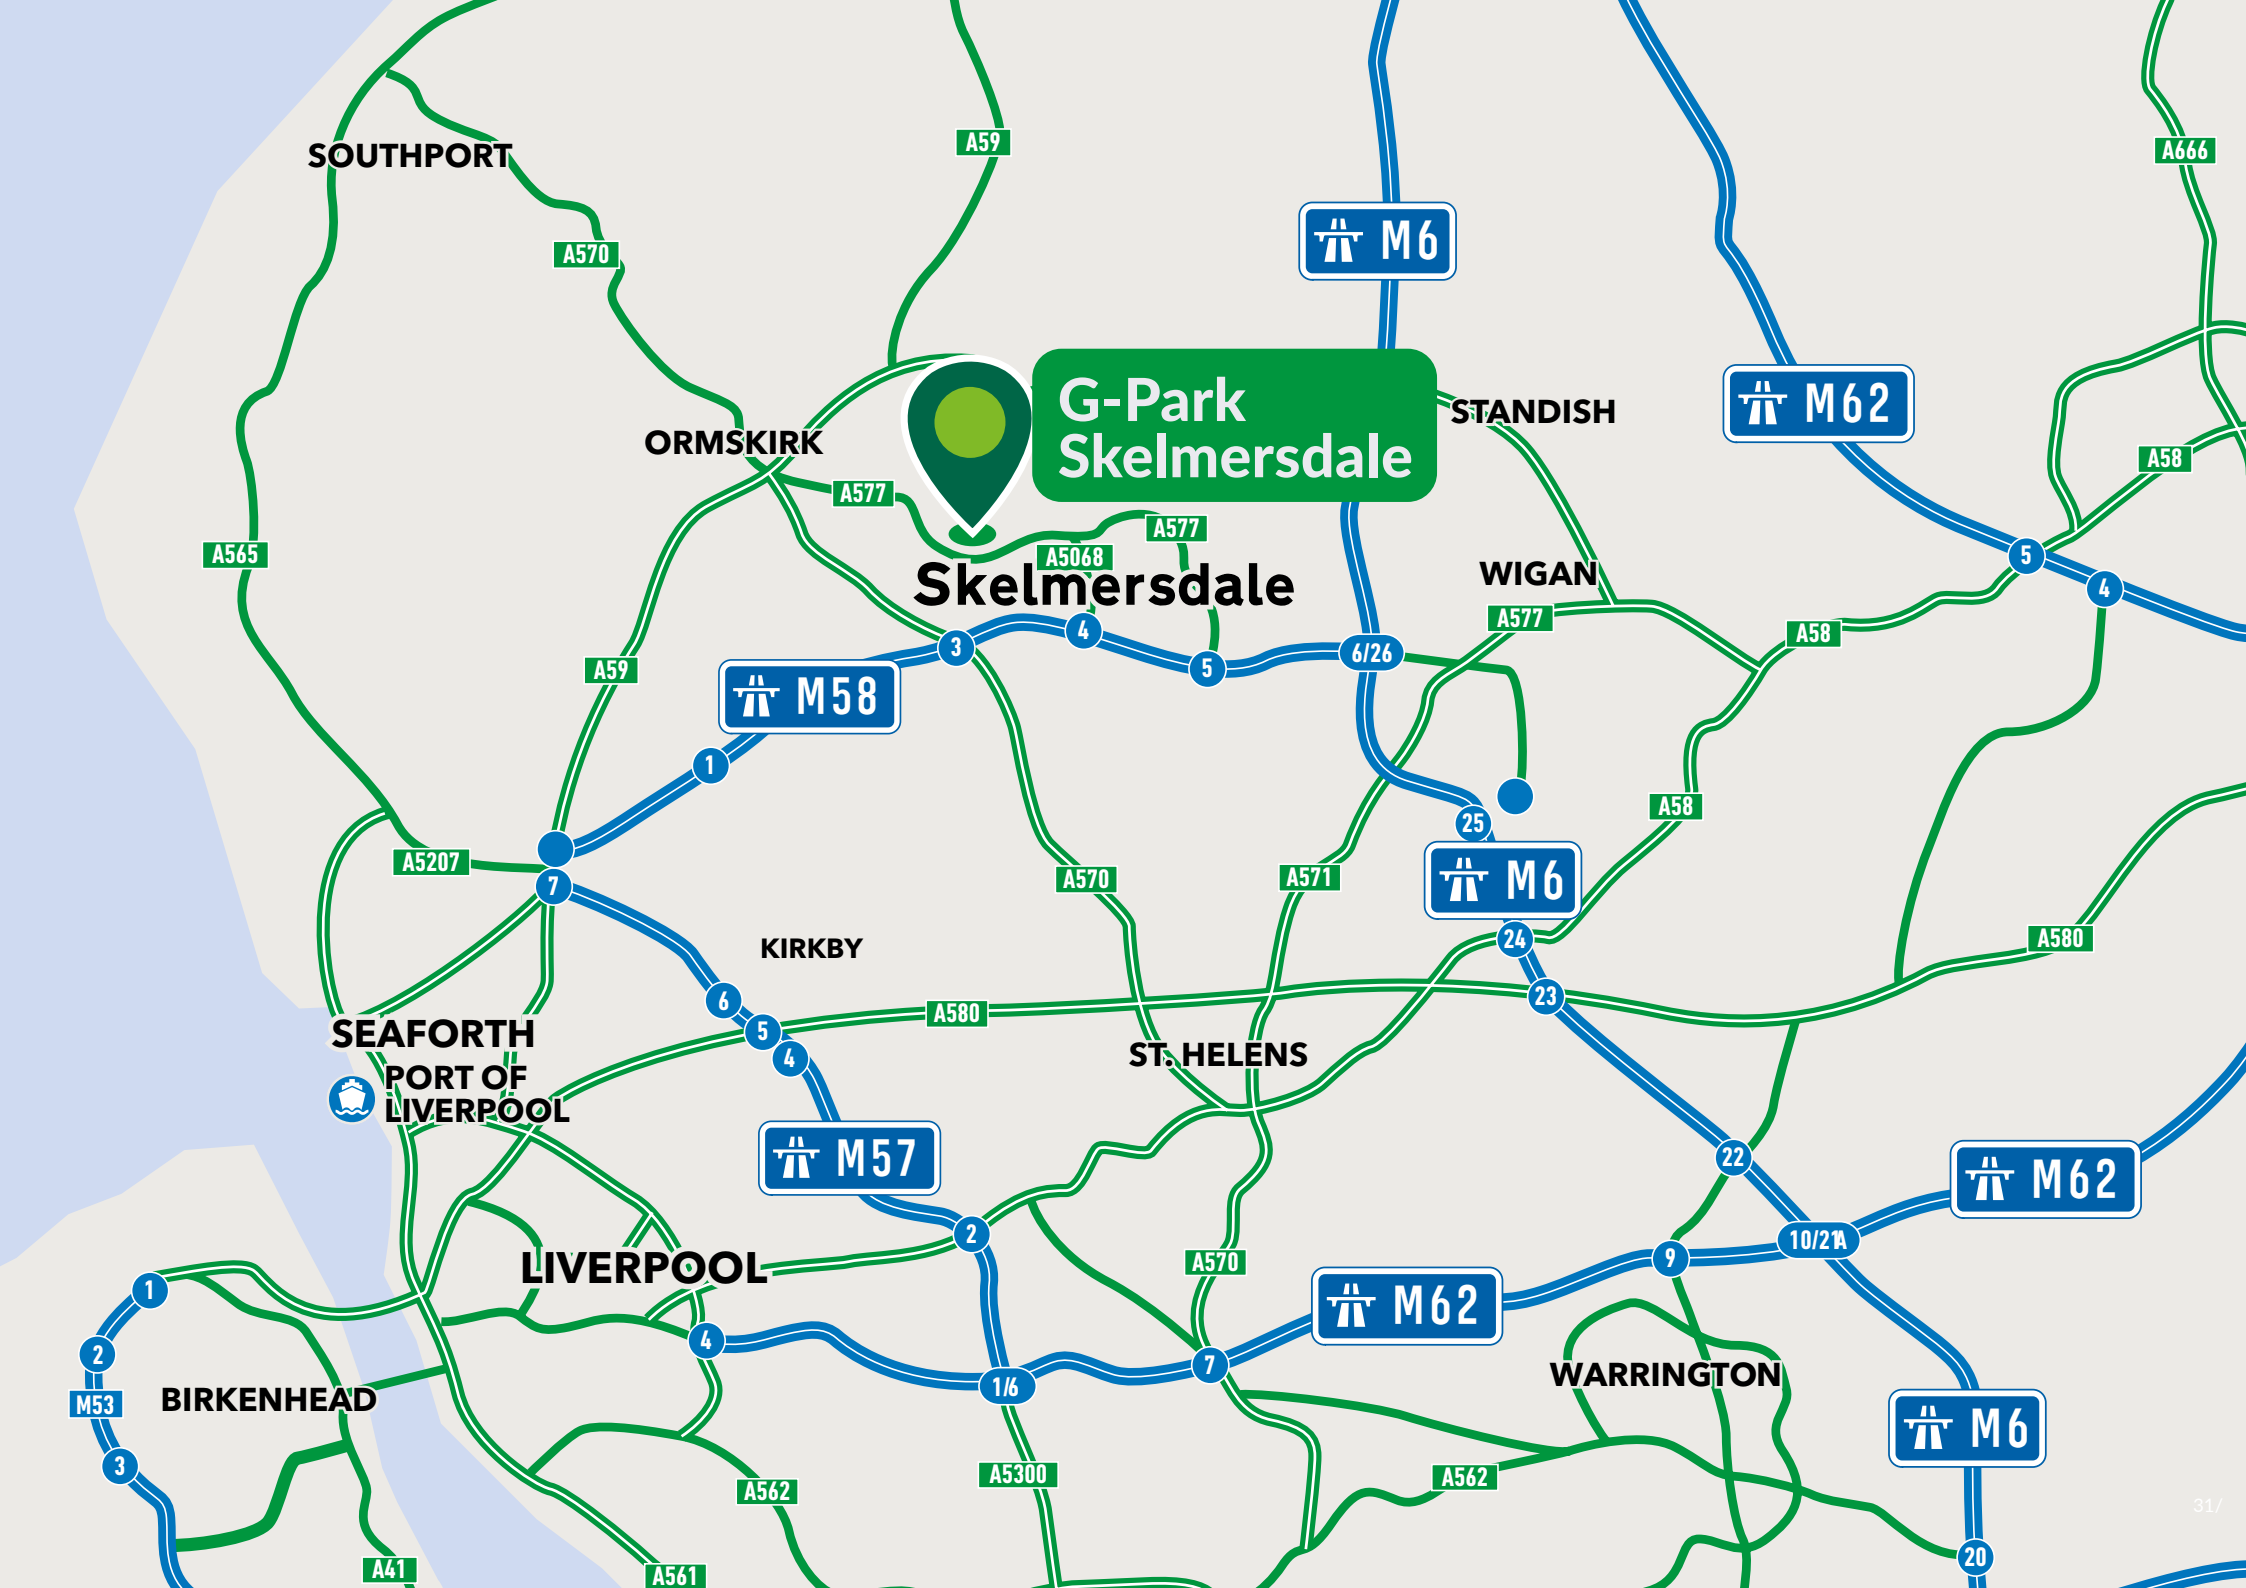 A59
A666
SOUTHPORT
M6
A570
G-Park
Skelmersdale
STANDISH
M62
ORMSKIRK
A58
A577
A577
A565
A5068
5
Skelmersdale
WIGAN
4
A577
A58
4
3
6/26
5
A59
M58
1
A58
25
A5207
7
A570
A571
M6
24
A580
KIRKBY
6
23
A580
5
SEAFORTH
4
ST. HELENS
PORT OF
LIVERPOOL
M57
22
M62
2
10/21A
9
LIVERPOOL
A570
1
M62
4
2
7
WARRINGTON
1/6
BIRKENHEAD
M53
M6
3
A5300
A562
A562
31/
20
A41
A561